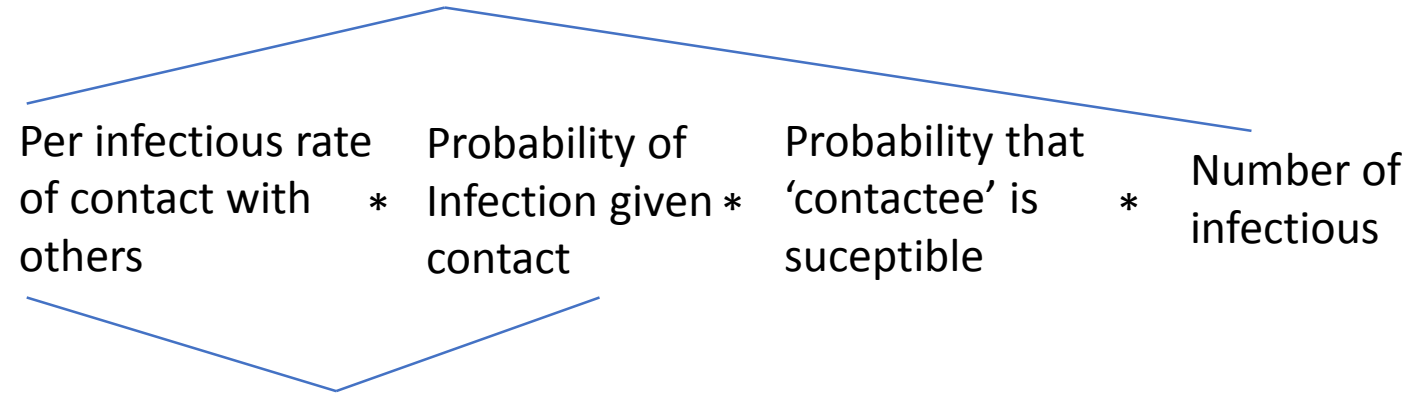 Per infectious rate
of contact with
others
*
Probability of
Infection given
contact
*
Probability that
‘contactee’ is
suceptible
*
Number of
infectious